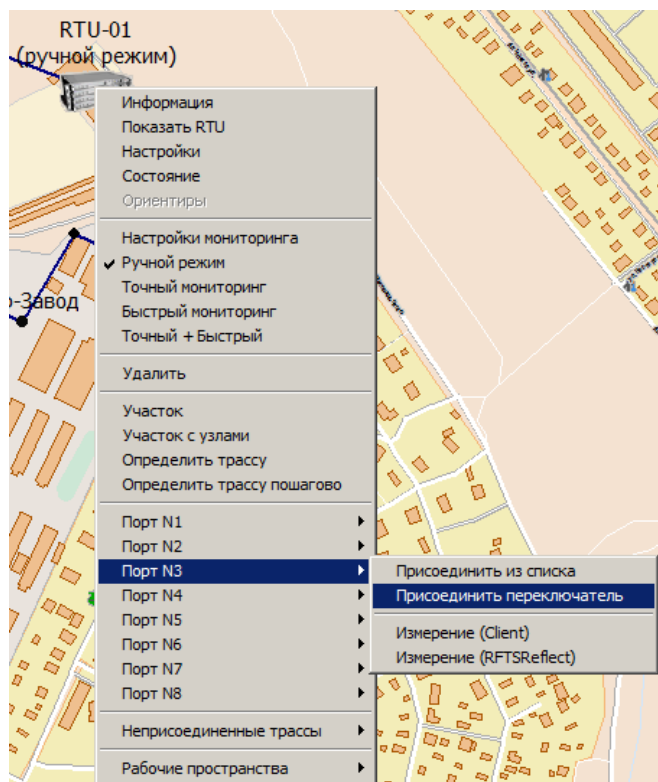 RTU-01
(ручной режим)
Информация
Показать RTU
Настройки
Состояние
Ориентиры
Настройки мониторинга
Ручной режим
Точный мониторинг
Быстрый мониторинг
Точный + Быстрый
-Завод
Удалить
Участок
Участок с узлами
Определить трассу
Определить трассу пошагово
Порт N1
Порт N2
Порт N3
Присоединить из списка
Порт N4
Присоединить переключатель
Порт N5
Порт N6
Измерение (Client)
Порт N7
Измерение (RFTSReflect)
Порт N8
Неприсоединенные трассы
Рабочие пространства